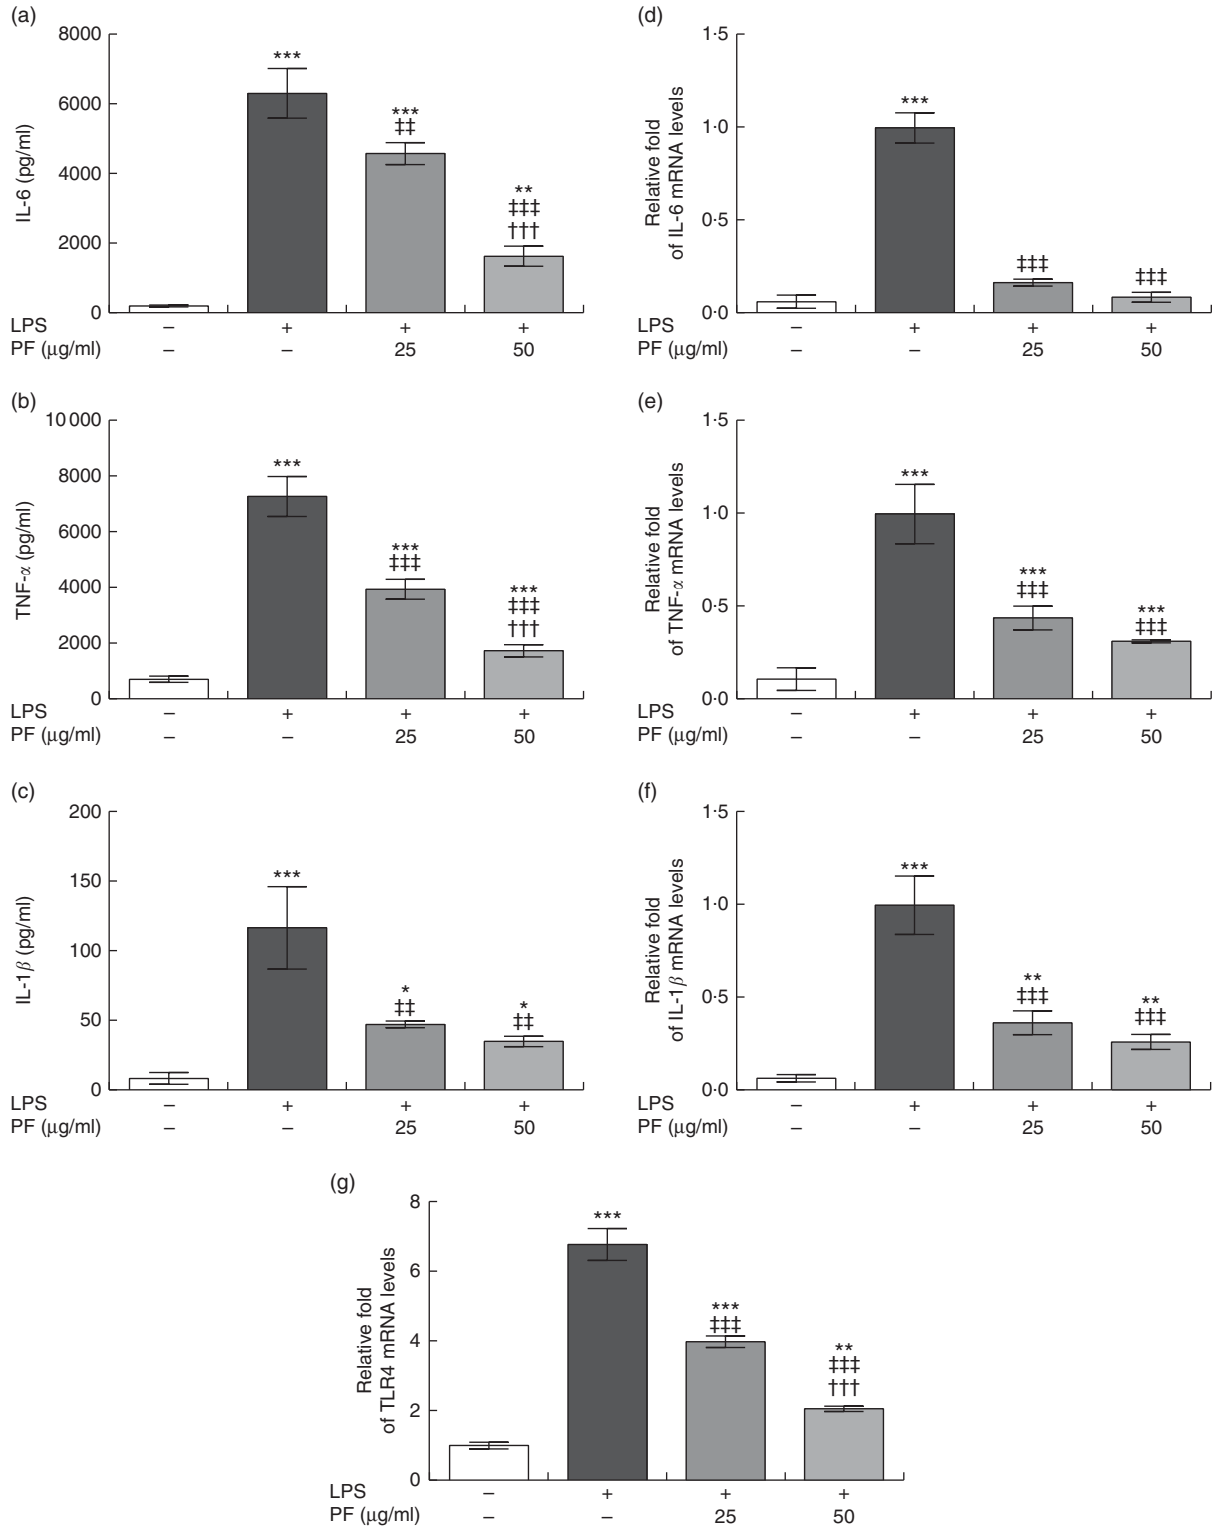 (a)
8000
6000
4000
2000
0
IL-6 (pg/ml)
***
***
‡‡
**
‡‡‡
†††
LPS − + + +
PF (μg/ml) − − 25 50
(d)
1·5
1·0
0·5
0·0
Relative fold
of IL-6 mRNA levels
***
‡‡‡
‡‡‡
LPS − + + +
PF (μg/ml) − − 25 50
(b)
10 000
8000
6000
4000
2000
0
TNF-α (pg/ml)
***
***
‡‡‡
***
‡‡‡
†††
LPS − + + +
PF (μg/ml) − − 25 50
(e)
1·5
1·0
0·5
0·0
Relative fold
of TNF-α mRNA levels
***
***
‡‡‡
***
‡‡‡
LPS − + + +
PF (μg/ml) − − 25 50
(c)
200
150
100
50
0
IL-1β (pg/ml)
***
*
‡‡
*
‡‡
LPS − + + +
PF (μg/ml) − − 25 50
(f)
1·5
1·0
0·5
0·0
Relative fold
of IL-1β mRNA levels
***
**
‡‡‡
**
‡‡‡
LPS − + + +
PF (μg/ml) − − 25 50
(g)
8
6
4
2
0
Relative fold
of TLR4 mRNA levels
***
***
‡‡‡
**
‡‡‡
†††
LPS − + + +
PF (μg/ml) − − 25 50